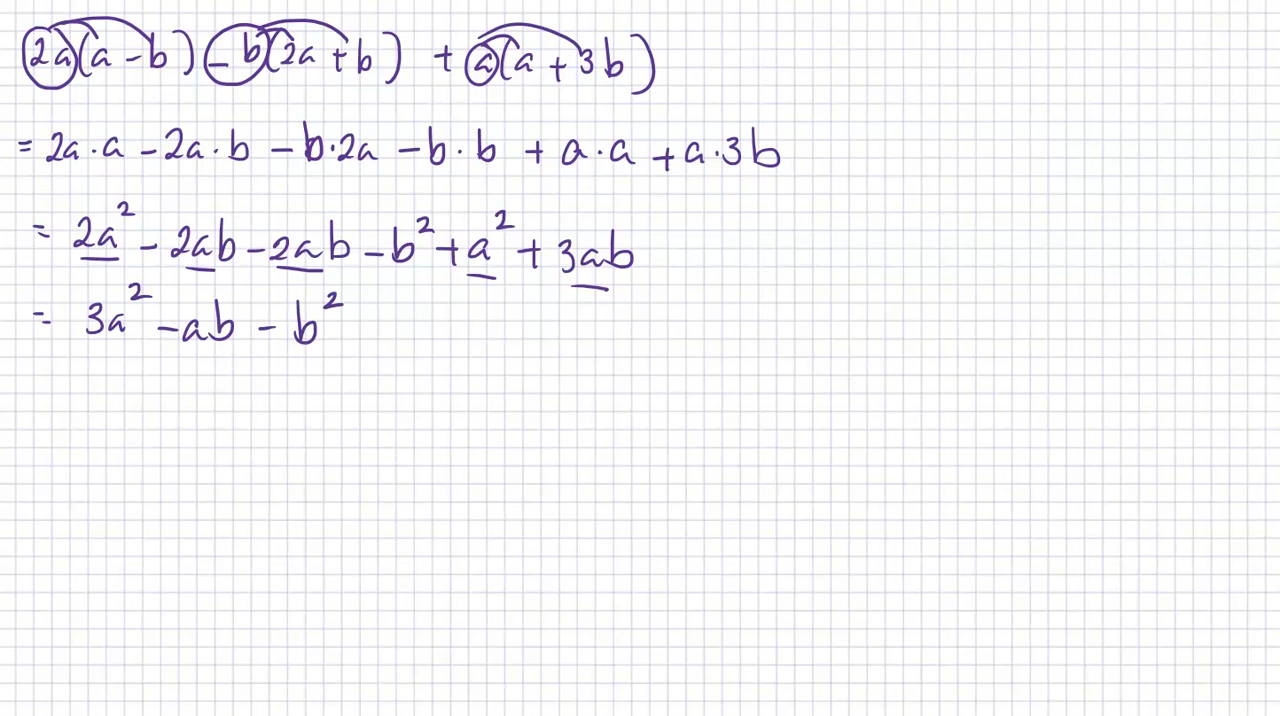 2a(a - b) - b(2a + b) + a(a + 3b)
= 2a · a - 2a · b - b · 2a - b · b + a · a + a · 3b
= 2a² - 2ab - 2ab - b² + a² + 3ab
= 3a² - ab - b²